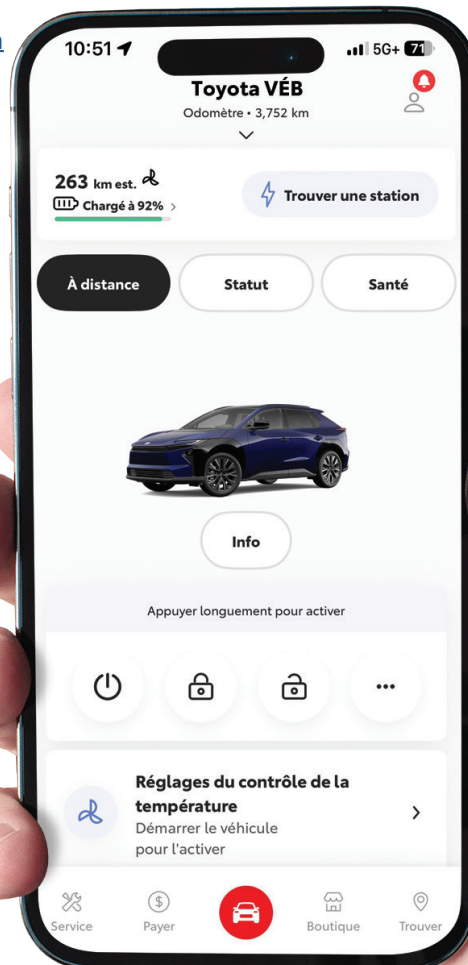 10:51
5G+ 71
Toyota VÉB
Odomètre • 3,752 km
263 km est.
Chargé à 92% >
Trouver une station
À distance
Statut
Santé
Info
Appuyer longuement pour activer
Réglages du contrôle de la
température
Démarrer le véhicule
pour l'activer
Service
Payer
Boutique
Trouver